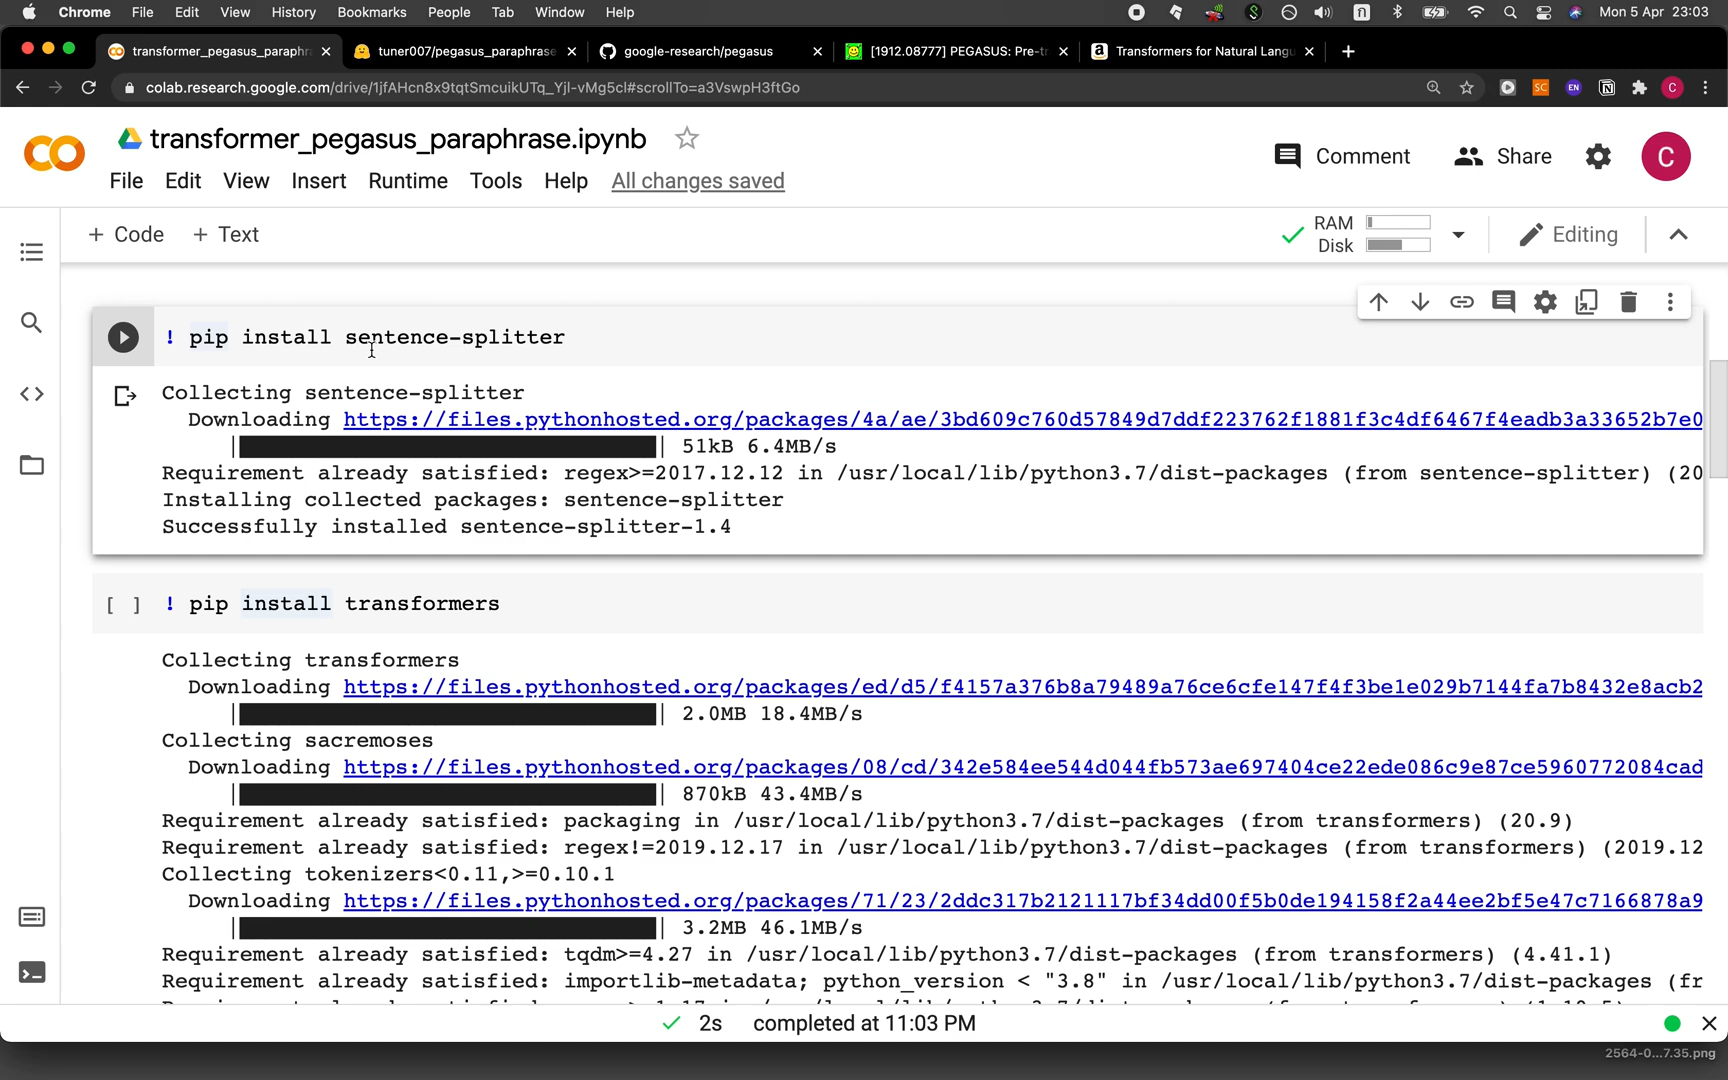 Chrome File Edit View History Bookmarks People Tab Window Help Mon 5 Apr 23:03
transformer_pegasus_paraphr tuner007/pegasus_paraphrase google-research/pegasus [1912.08777] PEGASUS: Pre-tr Transformers for Natural Langu
colab.research.google.com/drive/1jfAHcn8x9tqtSmcuikUTq_Yjl-vMg5cl#scrollTo=a3VswpH3ftGo
transformer_pegasus_paraphrase.ipynb
Comment Share C
File Edit View Insert Runtime Tools Help All changes saved
+ Code + Text RAM Disk Editing
! pip install sentence-splitter
Collecting sentence-splitter
Downloading https://files.pythonhosted.org/packages/4a/ae/3bd609c760d57849d7ddf223762f1881f3c4df6467f4eadb3a33652b7e0
51kB 6.4MB/s
Requirement already satisfied: regex>=2017.12.12 in /usr/local/lib/python3.7/dist-packages (from sentence-splitter) (20
Installing collected packages: sentence-splitter
Successfully installed sentence-splitter-1.4
[ ] ! pip install transformers
Collecting transformers
Downloading https://files.pythonhosted.org/packages/ed/d5/f4157a376b8a79489a76ce6cfe147f4f3be1e029b7144fa7b8432e8acb2
2.0MB 18.4MB/s
Collecting sacremoses
Downloading https://files.pythonhosted.org/packages/08/cd/342e584ee544d044fb573ae697404ce22ede086c9e87ce5960772084cad
870kB 43.4MB/s
Requirement already satisfied: packaging in /usr/local/lib/python3.7/dist-packages (from transformers) (20.9)
Requirement already satisfied: regex!=2019.12.17 in /usr/local/lib/python3.7/dist-packages (from transformers) (2019.12
Collecting tokenizers<0.11,>=0.10.1
Downloading https://files.pythonhosted.org/packages/71/23/2ddc317b2121117bf34dd00f5b0de194158f2a44ee2bf5e47c7166878a9
3.2MB 46.1MB/s
Requirement already satisfied: tqdm>=4.27 in /usr/local/lib/python3.7/dist-packages (from transformers) (4.41.1)
Requirement already satisfied: importlib-metadata; python_version < "3.8" in /usr/local/lib/python3.7/dist-packages (fr
2s completed at 11:03 PM
2564-0...7.35.png